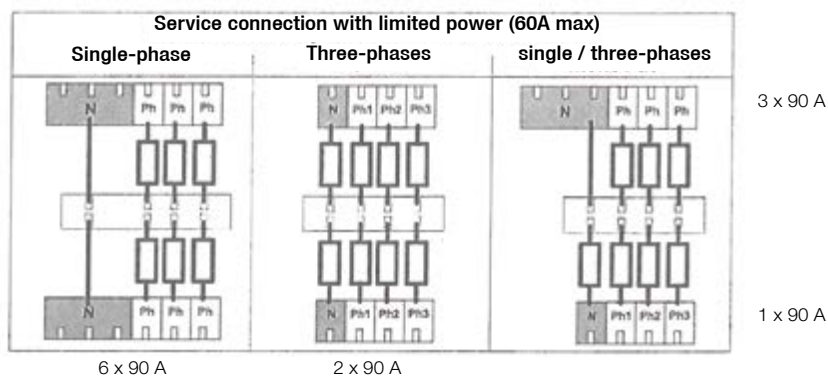 Service connection with limited power (60A max)
Single-phase
Three-phases
single / three-phases
N Ph Ph Ph
N Ph1 Ph2 Ph3
N Ph Ph Ph
3 x 90 A
N Ph Ph Ph
N Ph1 Ph2 Ph3
N Ph1 Ph2 Ph3
1 x 90 A
6 x 90 A
2 x 90 A